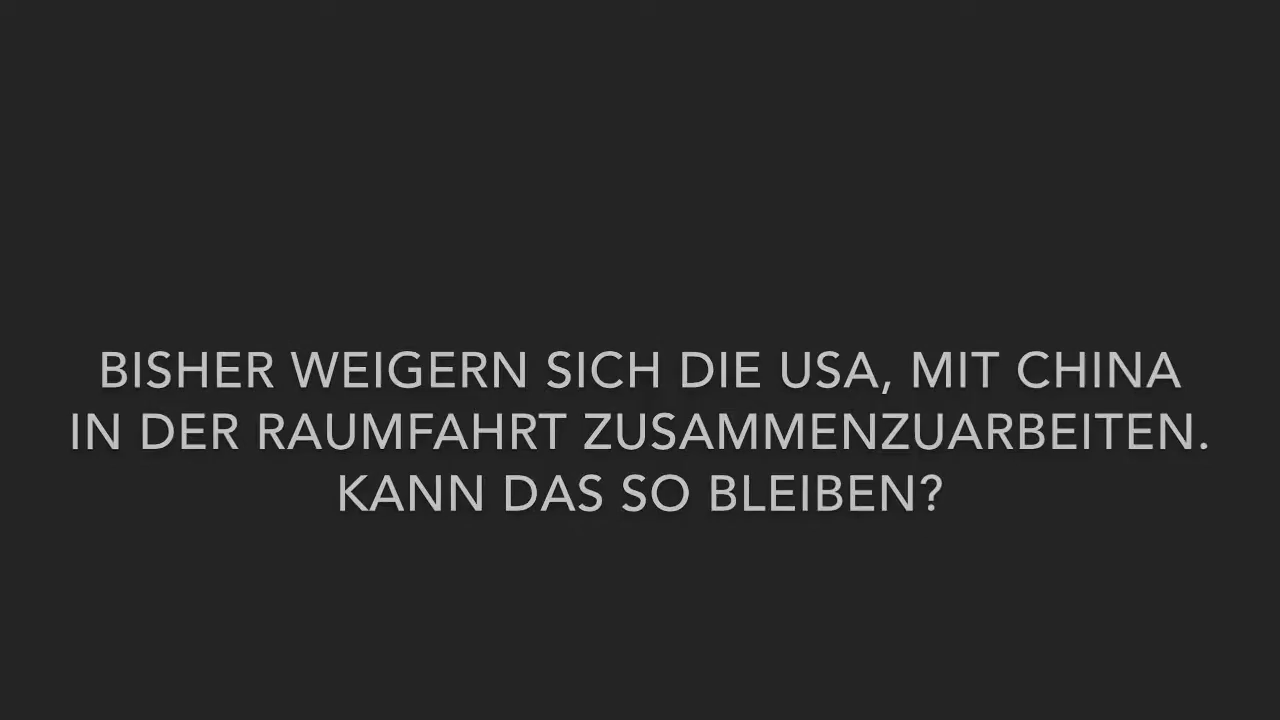 BISHER WEIGERN SICH DIE USA, MIT CHINA
IN DER RAUMFAHRT ZUSAMMENZUARBEITEN.
KANN DAS SO BLEIBEN?